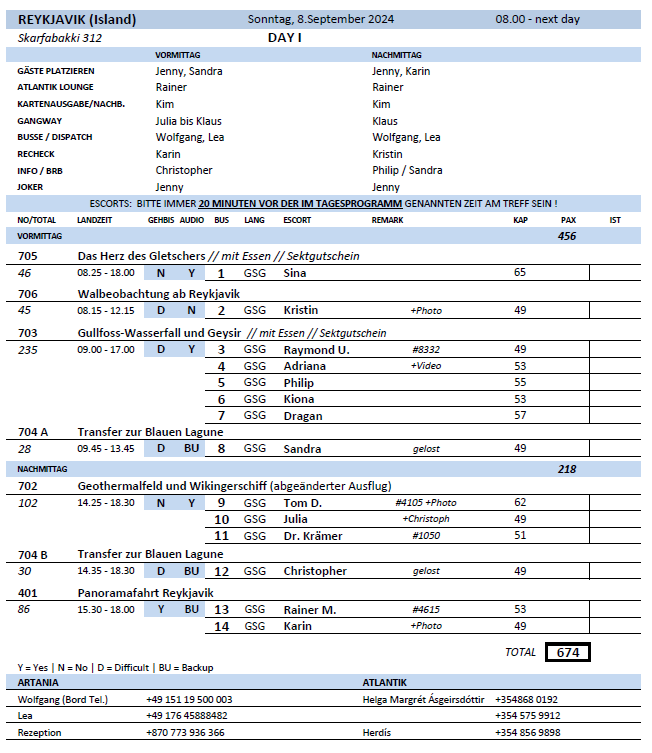 REYKJAVIK (Island) Sonntag, 8.September 2024 08.00 - next day
Skarfabakki 312 DAY I
VORMITTAG NACHMITTAG
GÄSTE PLATZIEREN Jenny, Sandra Jenny, Karin
ATLANTIK LOUNGE Rainer Rainer
KARTENAUSGABE/NACHB. Kim Kim
GANGWAY Julia bis Klaus Klaus
BUSSE / DISPATCH Wolfgang, Lea Wolfgang, Lea
RECHECK Karin Kristin
INFO / BRB Christopher Philip / Sandra
JOKER Jenny Jenny
ESCORTS: BITTE IMMER 20 MINUTEN VOR DER IM TAGESPROGRAMM GENANNTEN ZEIT AM TREFF SEIN !
NO/TOTAL LANDZEIT GEHBIS AUDIO BUS LANG ESCORT REMARK KAP PAX IST
VORMITTAG 456
705 Das Herz des Gletschers // mit Essen // Sektgutschein
46 08.25 - 18.00 N Y 1 GSG Sina 65
706 Walbeobachtung ab Reykjavik
45 08.15 - 12.15 D N 2 GSG Kristin +Photo 49
703 Gullfoss-Wasserfall und Geysir // mit Essen // Sektgutschein
235 09.00 - 17.00 D Y 3 GSG Raymond U. #8332 49
4 GSG Adriana +Video 53
5 GSG Philip 55
6 GSG Kiona 53
7 GSG Dragan 57
704 A Transfer zur Blauen Lagune
28 09.45 - 13.45 D BU 8 GSG Sandra gelost 49
NACHMITTAG 218
702 Geothermalfeld und Wikingerschiff (abgeänderter Ausflug)
102 14.25 - 18.30 N Y 9 GSG Tom D. #4105 +Photo 62
10 GSG Julia +Christoph 49
11 GSG Dr. Krämer #1050 51
704 B Transfer zur Blauen Lagune
30 14.35 - 18.30 D BU 12 GSG Christopher gelost 49
401 Panoramafahrt Reykjavik
86 15.30 - 18.00 Y BU 13 GSG Rainer M. #4615 53
14 GSG Karin +Photo 49
TOTAL 674
Y = Yes | N = No | D = Difficult | BU = Backup
ARTANIA ATLANTIK
Wolfgang (Bord Tel.) +49 151 19 500 003 Helga Margrét Ásgeirsdóttir +354868 0192
Lea +49 176 45888482 +354 575 9912
Rezeption +870 773 936 366 Herdís +354 856 9898